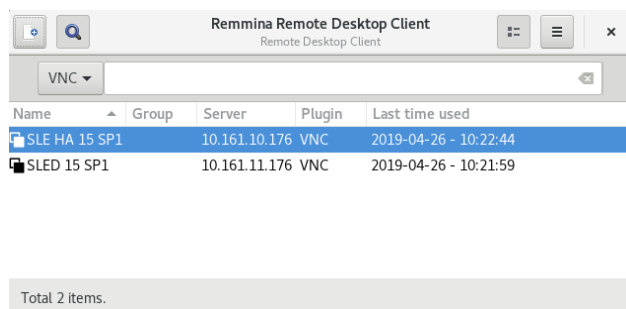 Remmina Remote Desktop Client
Remote Desktop Client
VNC
Name Group Server Plugin Last time used
SLE HA 15 SP1 10.161.10.176 VNC 2019-04-26 - 10:22:44
SLED 15 SP1 10.161.11.176 VNC 2019-04-26 - 10:21:59
Total 2 items.